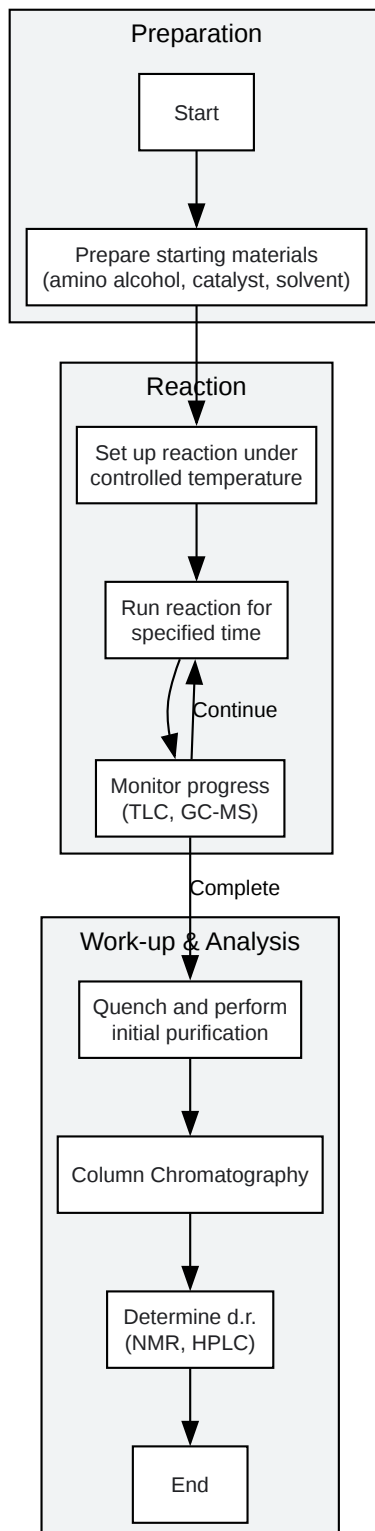 Preparation
Start
Prepare starting materials
(amino alcohol, catalyst, solvent)
Reaction
Set up reaction under
controlled temperature
Run reaction for
specified time
Continue
Monitor progress
(TLC, GC-MS)
Complete
Work-up & Analysis
Quench and perform
initial purification
Column Chromatography
Determine d.r.
(NMR, HPLC)
End